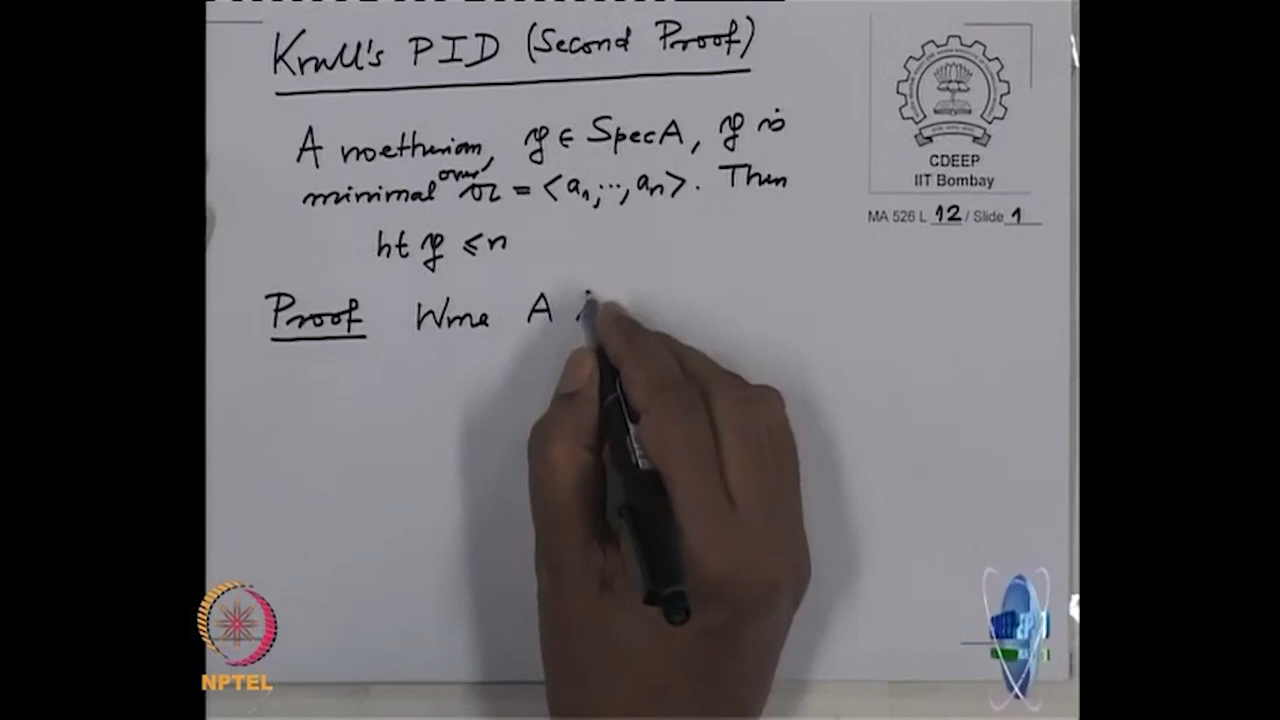 Krull's PID (Second Proof)
A noetherian, 𝔭 ∈ Spec A, 𝔭 is
minimal over 𝔞 = <a₁,…,aₙ>. Then
ht 𝔭 ≤ n
Proof WMA A
CDEEP
IIT Bombay
MA 526 L 12 / Slide 1
NPTEL